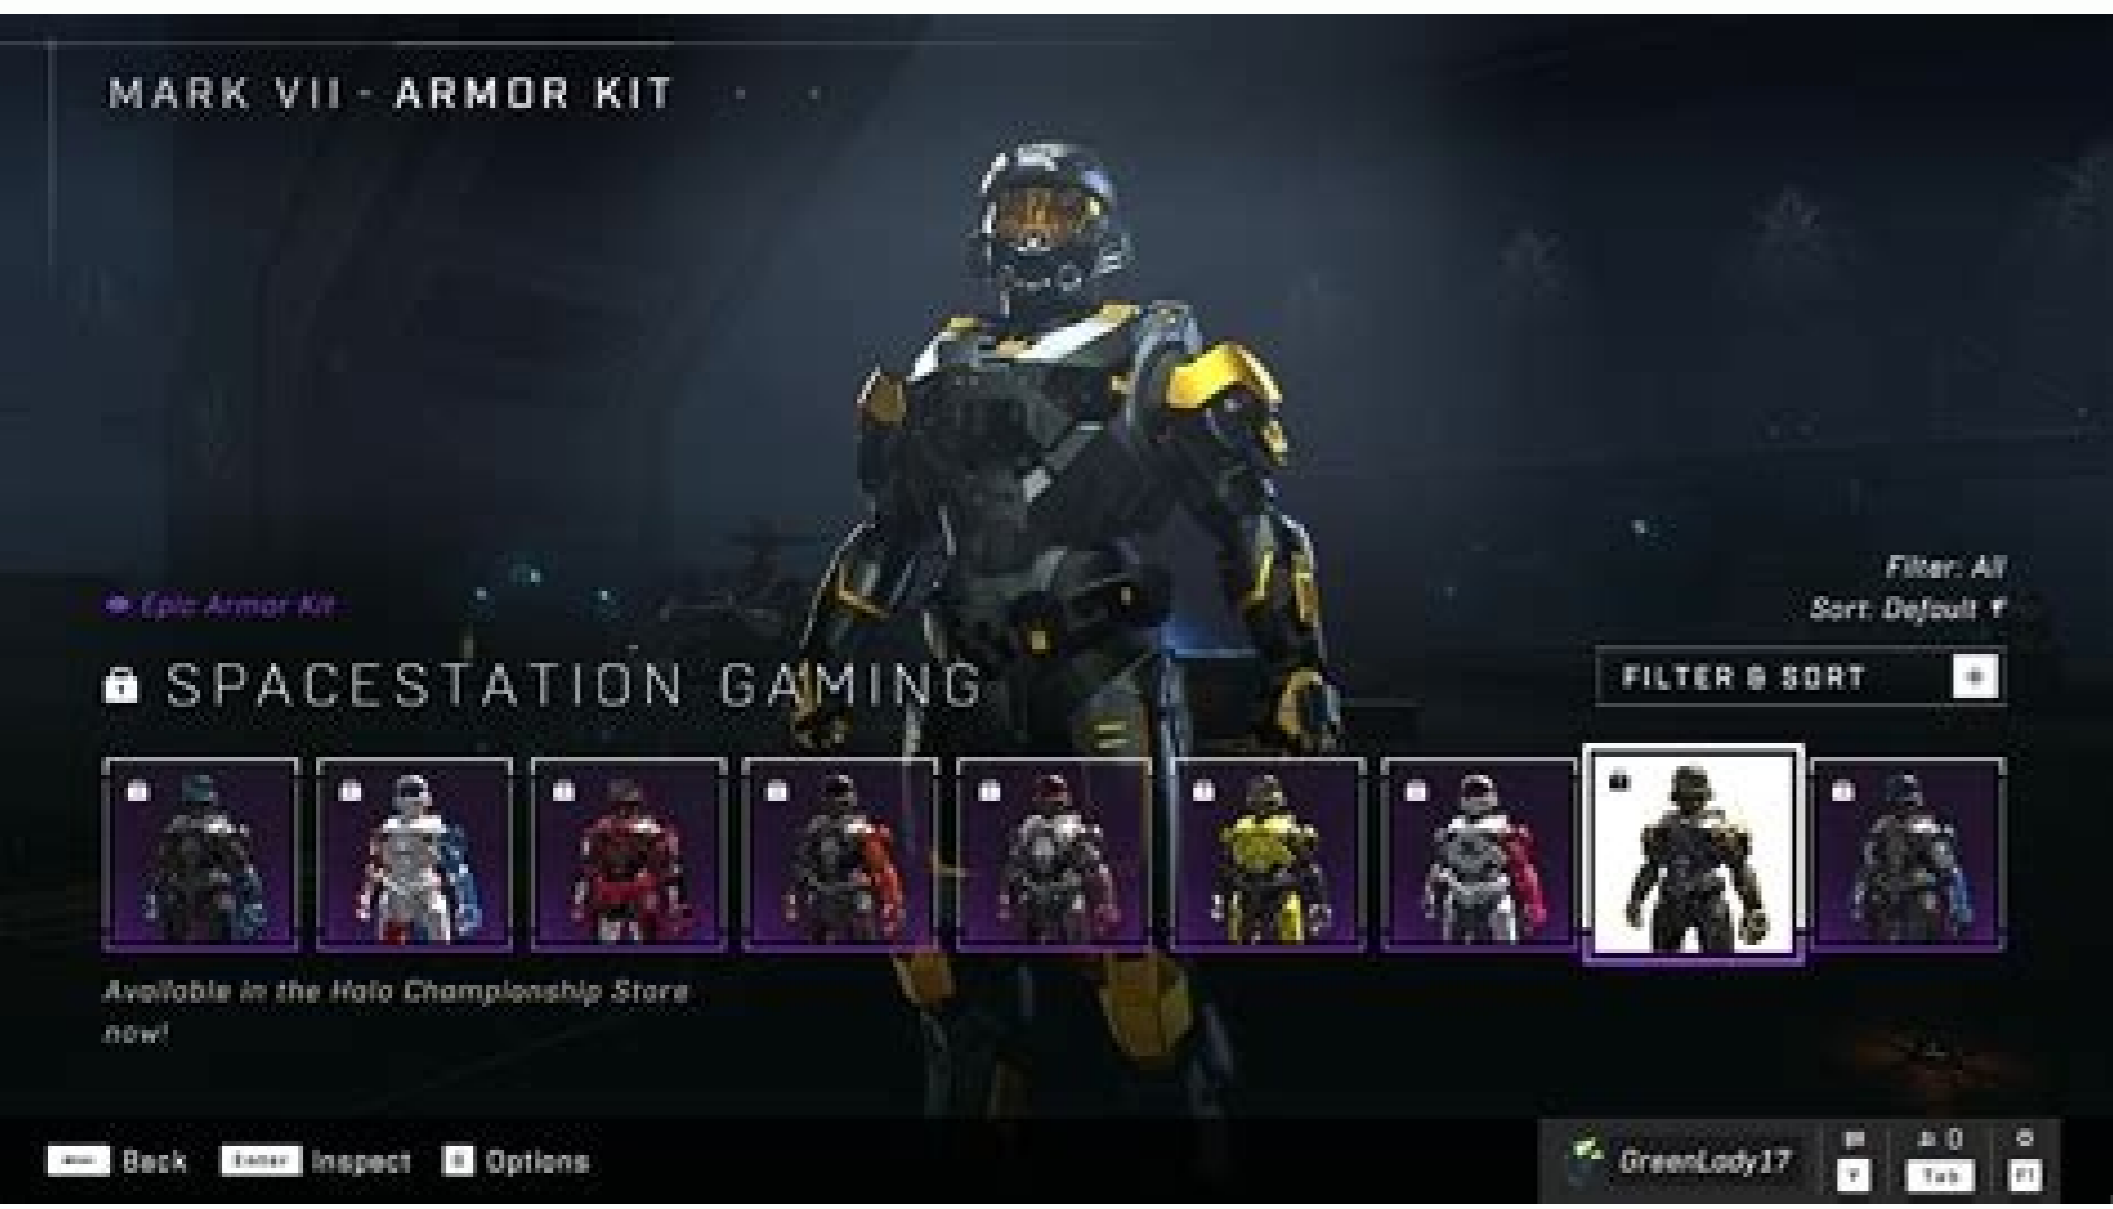 MARK VII - ARMOR KIT
Epic Armor Kit
SPACESTATION GAMING
Filter: All
Sort: Default
FILTER & SORT
Available in the Halo Championship Store
now!
Back
Enter Inspect
Options
GreenLady17
0
Tab